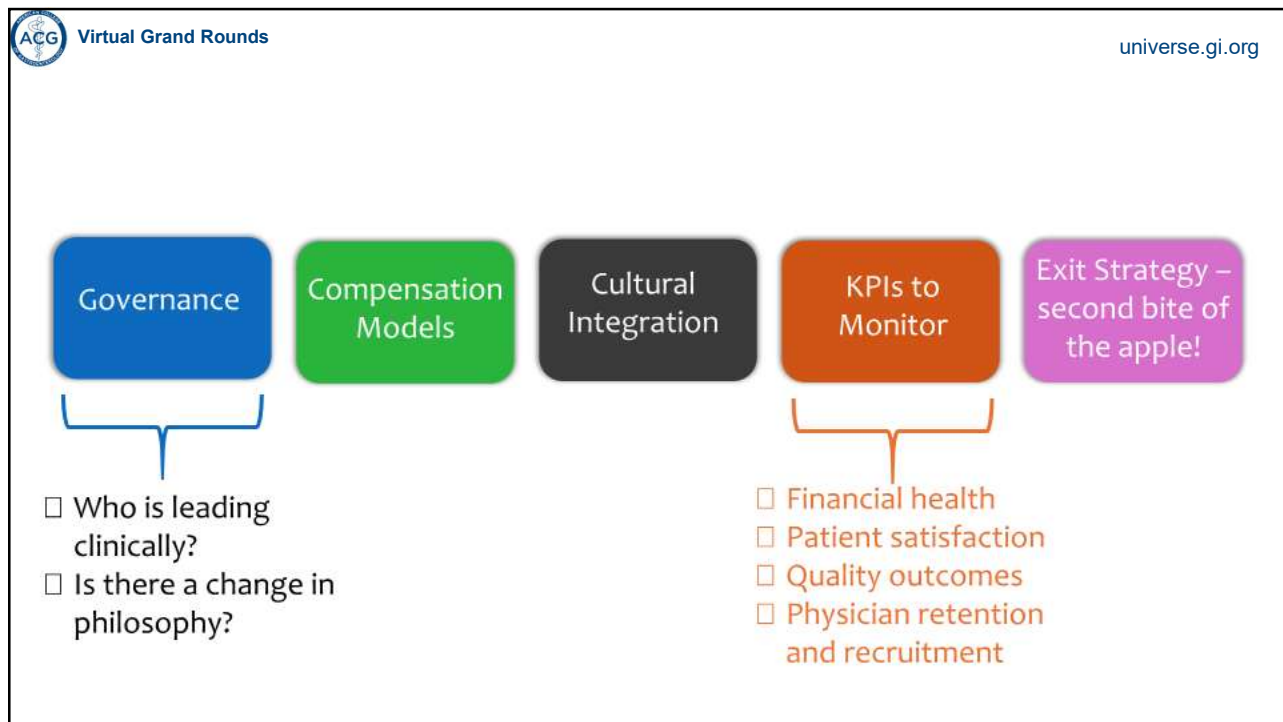 ACG
Virtual Grand Rounds
universe.gi.org
Governance
Compensation
Models
Cultural
Integration
KPIs to
Monitor
Exit Strategy –
second bite of
the apple!
□ Who is leading
clinically?
□ Is there a change in
philosophy?
□ Financial health
□ Patient satisfaction
□ Quality outcomes
□ Physician retention
and recruitment